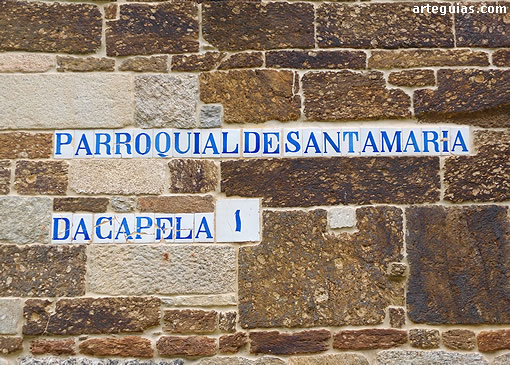 arteguias.com
PARROQUIAL DE SANTA MARIA
DA CAPELA 1